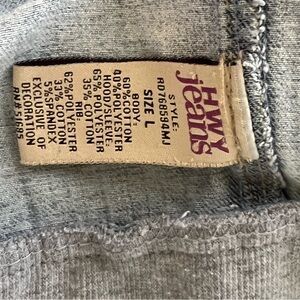 HWY
jeans
STYLE:
RD768594MJ
SIZE L
BODY:
60%COTTON
40%POLYESTER
HOOD/SLEEVE:
65%POLYESTER
35%COTTON
RIB:
62%POLYESTER
33%COTTON
5%SPANDEX
EXCLUSIVE OF
DECORATION